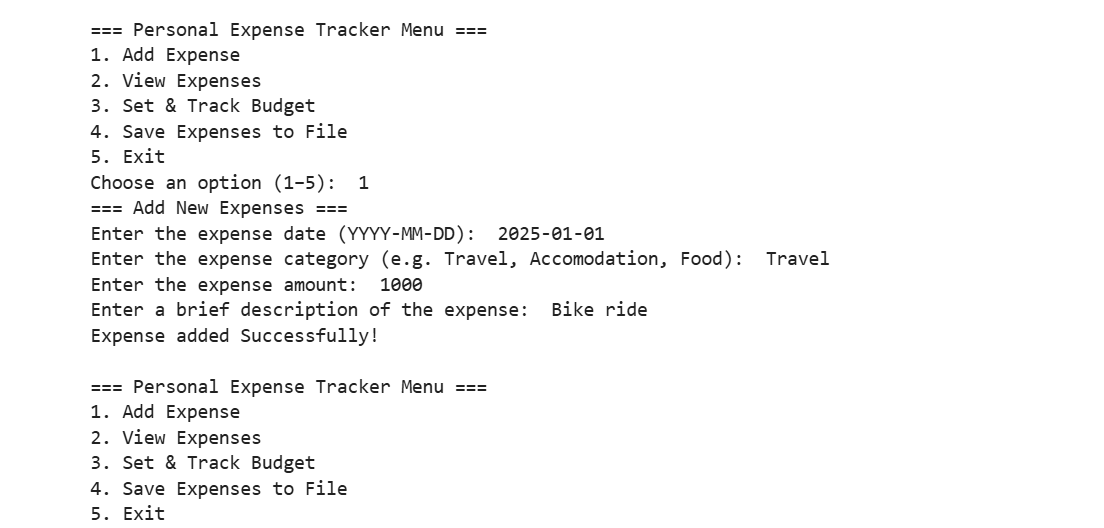 === Personal Expense Tracker Menu ===
1. Add Expense
2. View Expenses
3. Set & Track Budget
4. Save Expenses to File
5. Exit
Choose an option (1–5):  1
=== Add New Expenses ===
Enter the expense date (YYYY-MM-DD):  2025-01-01
Enter the expense category (e.g. Travel, Accomodation, Food):  Travel
Enter the expense amount:  1000
Enter a brief description of the expense:  Bike ride
Expense added Successfully!

=== Personal Expense Tracker Menu ===
1. Add Expense
2. View Expenses
3. Set & Track Budget
4. Save Expenses to File
5. Exit